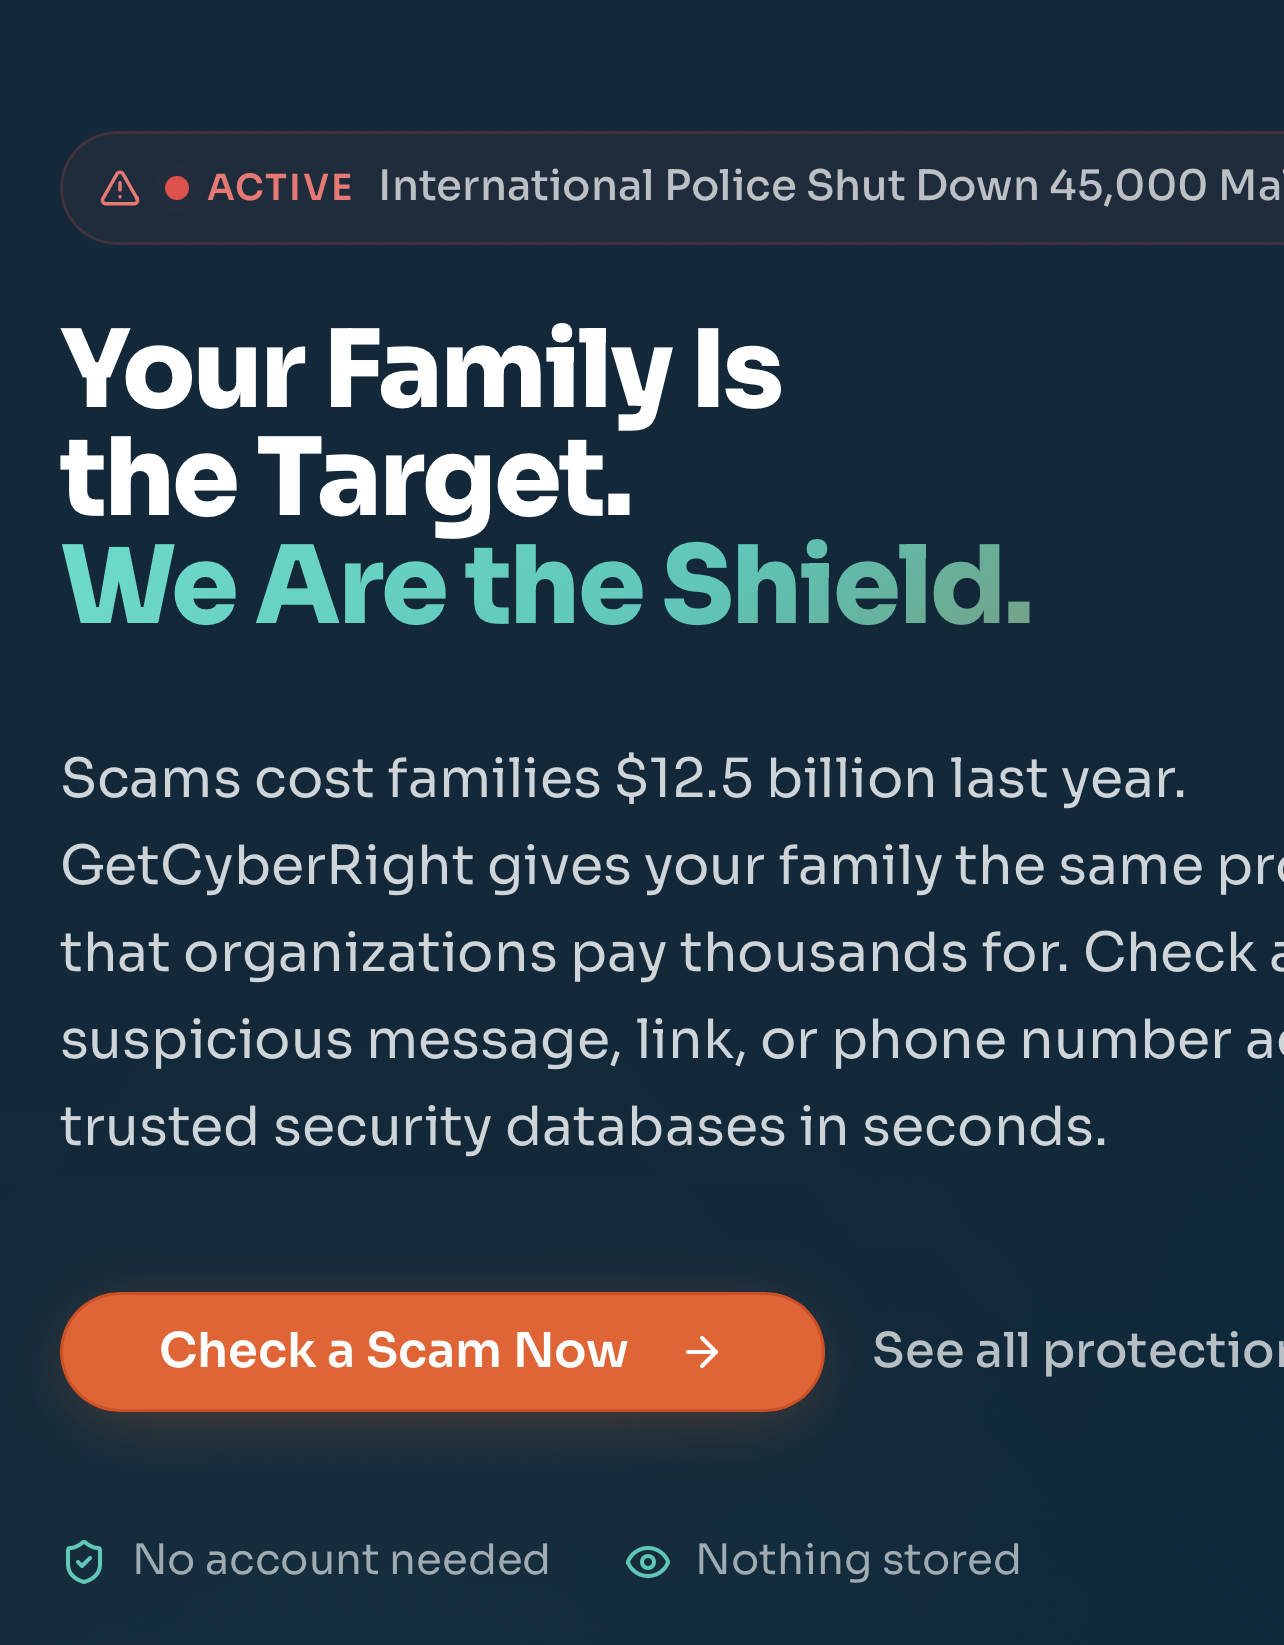 ACTIVE International Police Shut Down 45,000
Your Family Is
the Target.
We Are the Shield.
Scams cost families $12.5 billion last year.
GetCyberRight gives your family the same
that organizations pay thousands for. Check a
suspicious message, link, or phone number
trusted security databases in seconds.
Check a Scam Now
See all
No account needed
Nothing stored